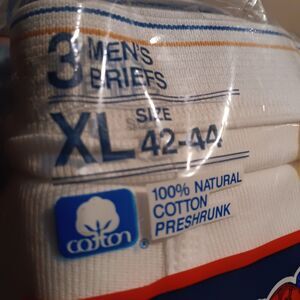 3 MEN'S
BRIEFS
XL SIZE
42-44
100% NATURAL
COTTON
PRESHRUNK
cotton ®